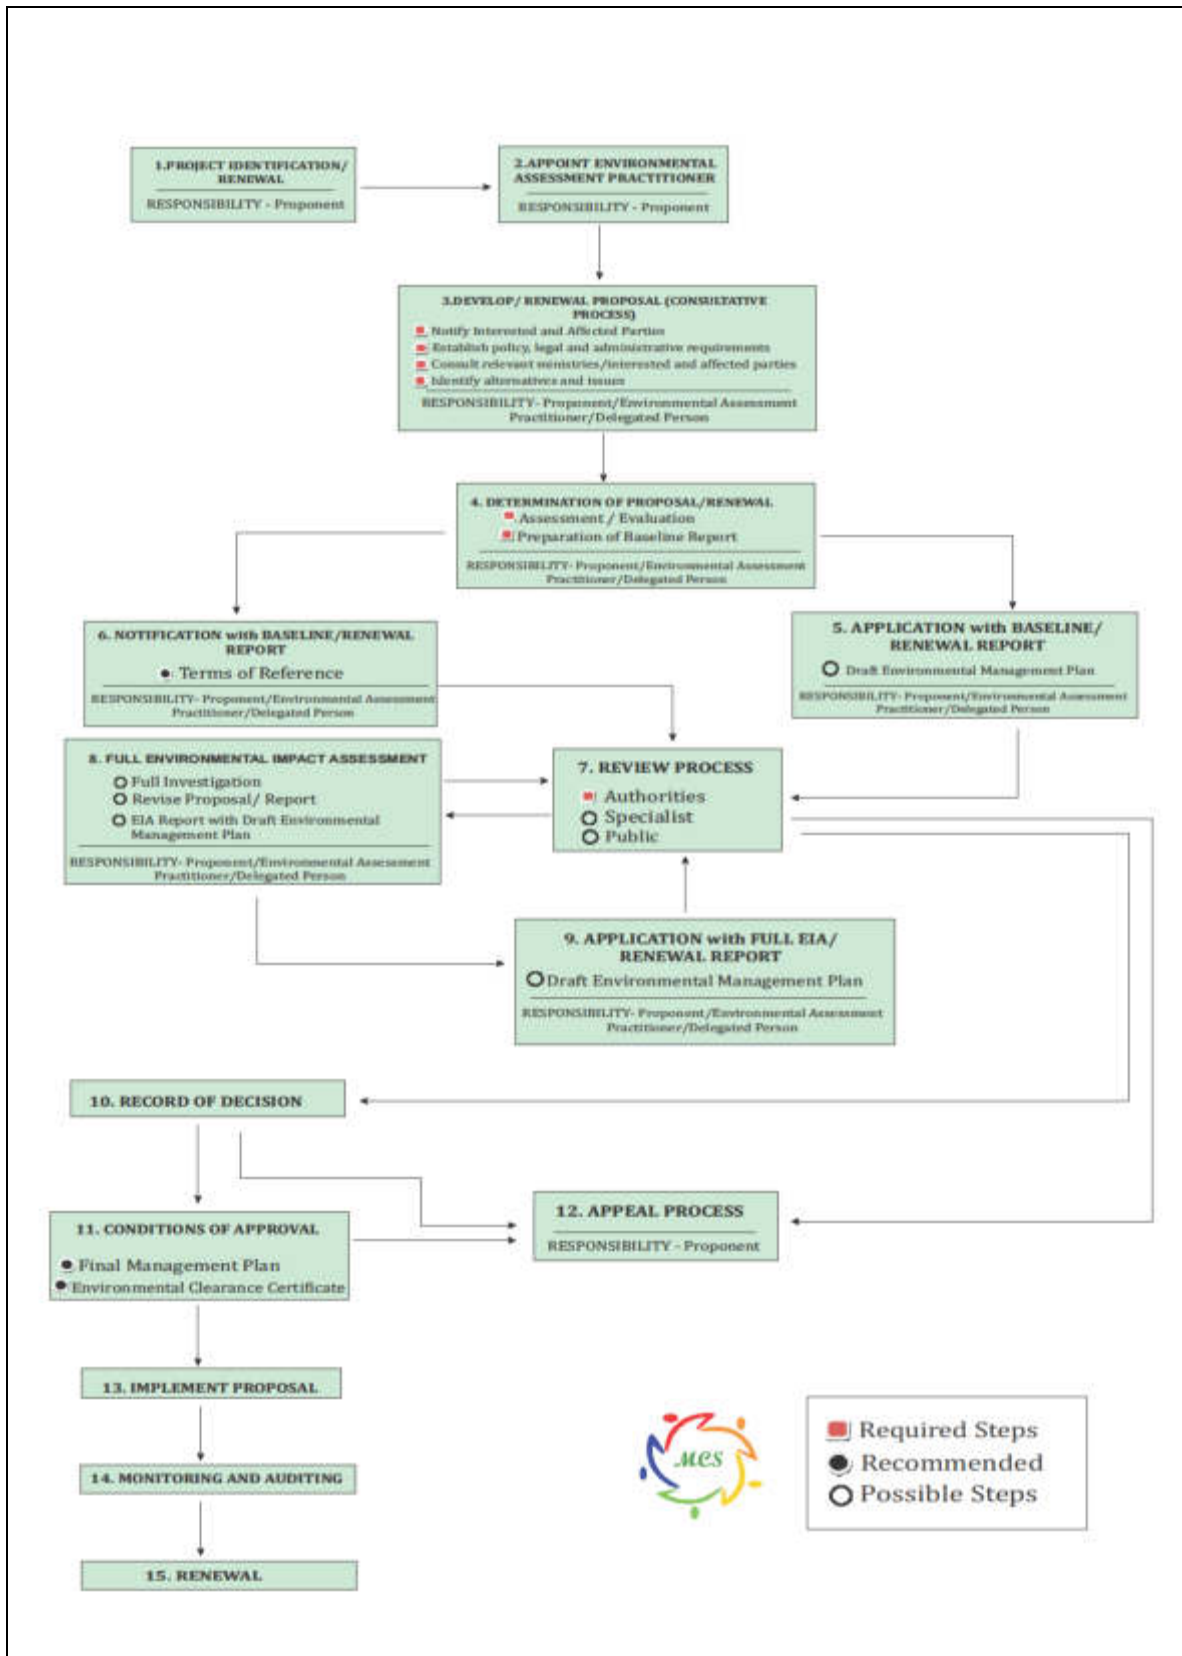 1.PROJECT IDENTIFICATION/
RENEWAL
RESPONSIBILITY - Proponent
2.APPOINT ENVIRONMENTAL
ASSESSMENT PRACTITIONER
RESPONSIBILITY - Proponent
3.DEVELOP/ RENEWAL PROPOSAL (CONSULTATIVE
PROCESS)
Notify Interested and Affected Parties
Establish policy, legal and administrative requirements
Consult relevant ministries/interested and affected parties
Identify alternatives and issues
RESPONSIBILITY- Proponent/Environmental Assessment
Practitioner/Delegated Person
4. DETERMINATION OF PROPOSAL/RENEWAL
Assessment / Evaluation
Preparation of Baseline Report
RESPONSIBILITY- Proponent/Environmental Assessment
Practitioner/Delegated Person
6. NOTIFICATION with BASELINE/RENEWAL
REPORT
Terms of Reference
RESPONSIBILITY- Proponent/Environmental Assessment
Practitioner/Delegated Person
5. APPLICATION with BASELINE/
RENEWAL REPORT
Draft Environmental Management Plan
RESPONSIBILITY- Proponent/Environmental Assessment
Practitioner/Delegated Person
8. FULL ENVIRONMENTAL IMPACT ASSESSMENT
Full Investigation
Revise Proposal/ Report
EIA Report with Draft Environmental
Management Plan
RESPONSIBILITY- Proponent/Environmental Assessment
Practitioner/Delegated Person
7. REVIEW PROCESS
Authorities
Specialist
Public
9. APPLICATION with FULL EIA/
RENEWAL REPORT
Draft Environmental Management Plan
RESPONSIBILITY- Proponent/Environmental Assessment
Practitioner/Delegated Person
10. RECORD OF DECISION
11. CONDITIONS OF APPROVAL
Final Management Plan
Environmental Clearance Certificate
12. APPEAL PROCESS
RESPONSIBILITY - Proponent
13. IMPLEMENT PROPOSAL
14. MONITORING AND AUDITING
15. RENEWAL
MCS
Required Steps
Recommended
Possible Steps